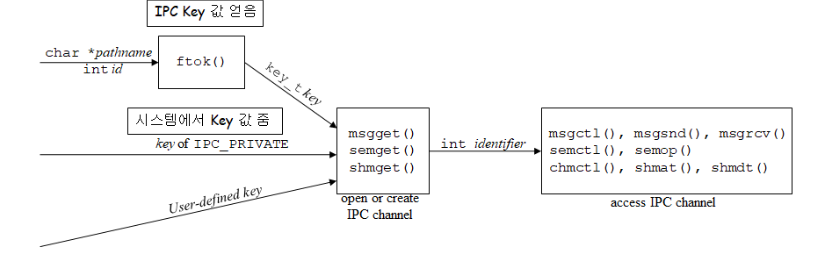 IPC Key 값 얻음
char *pathname
int id
ftok()
key_t key
시스템에서 Key 값 줌
key of IPC_PRIVATE
User-defined key
msgget()
semget()
shmget()
open or create
IPC channel
int identifier
msgctl(), msgsnd(), msgrcv()
semctl(), semop()
chmctl(), shmat(), shmdt()
access IPC channel